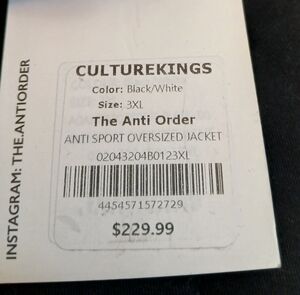 CULTUREKINGS
Color: Black/White
Size: 3XL
The Anti Order
ANTI SPORT OVERSIZED JACKET
02043204B0123XL
4454571572729
$229.99
INSTAGRAM: THE.ANTIORDER